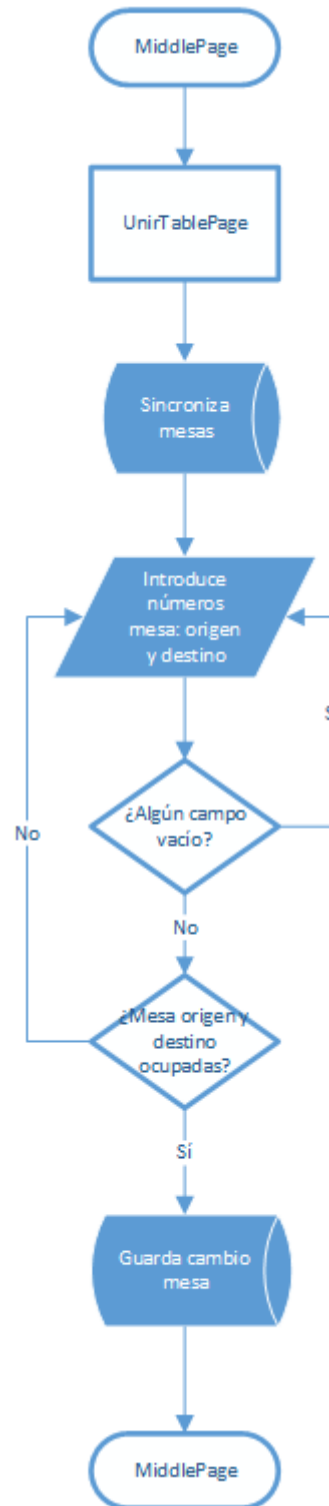 MiddlePage
UnirTablePage
Sincroniza
mesas
Introduce
números
mesa: origen
y destino
¿Algún campo
vacío?
No
No
¿Mesa origen y
destino
ocupadas?
Sí
Guarda cambio
mesa
MiddlePage